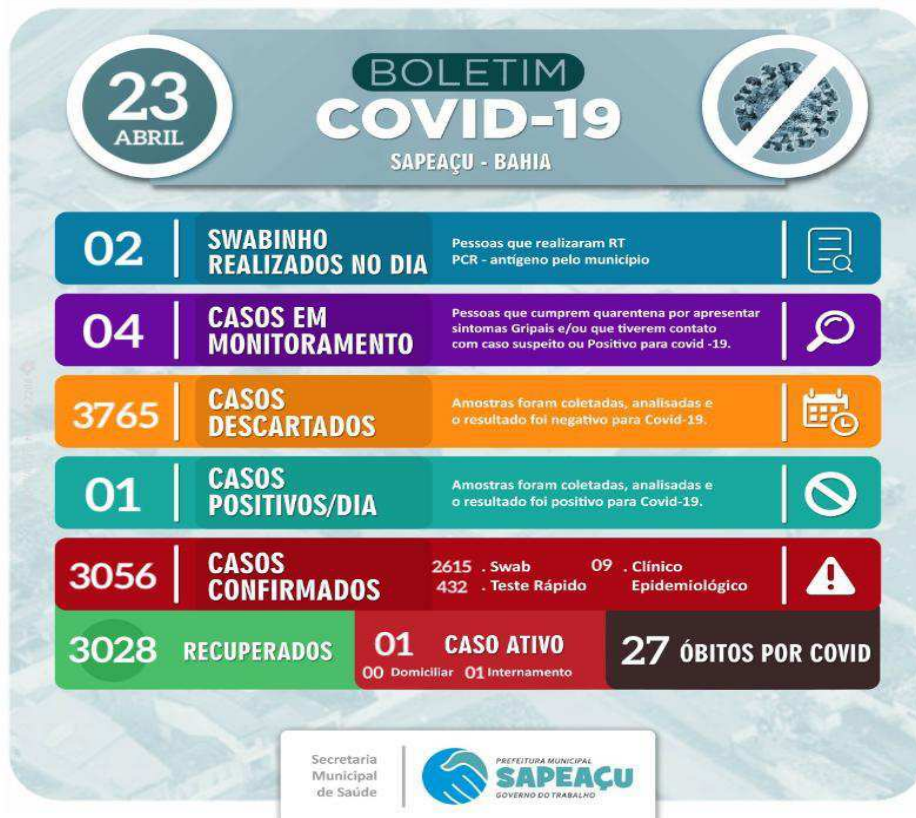 23
ABRIL
BOLETIM
COVID-19
SAPEAÇU - BAHIA
02
SWABINHO
REALIZADOS NO DIA
Pessoas que realizaram RT
PCR - antígeno pelo município
04
CASOS EM
MONITORAMENTO
Pessoas que cumprem quarentena por apresentar
sintomas Gripais e/ou que tiverem contato
com caso suspeito ou Positivo para covid -19.
3765
CASOS
DESCARTADOS
Amostras foram coletadas, analisadas e
o resultado foi negativo para Covid-19.
01
CASOS
POSITIVOS/DIA
Amostras foram coletadas, analisadas e
o resultado foi positivo para Covid-19.
3056
CASOS
CONFIRMADOS
2615 . Swab
432 . Teste Rápido
09 . Clínico
Epidemiológico
3028 RECUPERADOS
01 CASO ATIVO
00 Domiciliar 01 Internamento
27 ÓBITOS POR COVID
Secretaria
Municipal
de Saúde
PREFEITURA MUNICIPAL
SAPEAÇU
GOVERNO DO TRABALHO